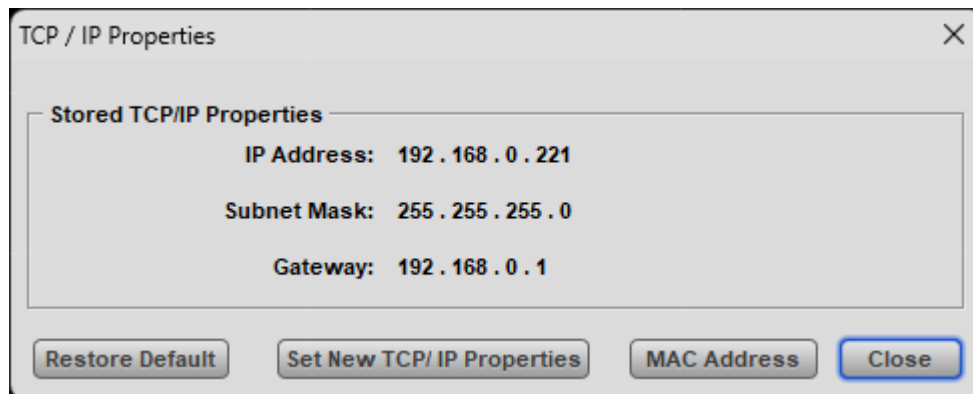 TCP / IP Properties
Stored TCP/IP Properties
IP Address: 192 . 168 . 0 . 221
Subnet Mask: 255 . 255 . 255 . 0
Gateway: 192 . 168 . 0 . 1
Restore Default Set New TCP/ IP Properties MAC Address Close